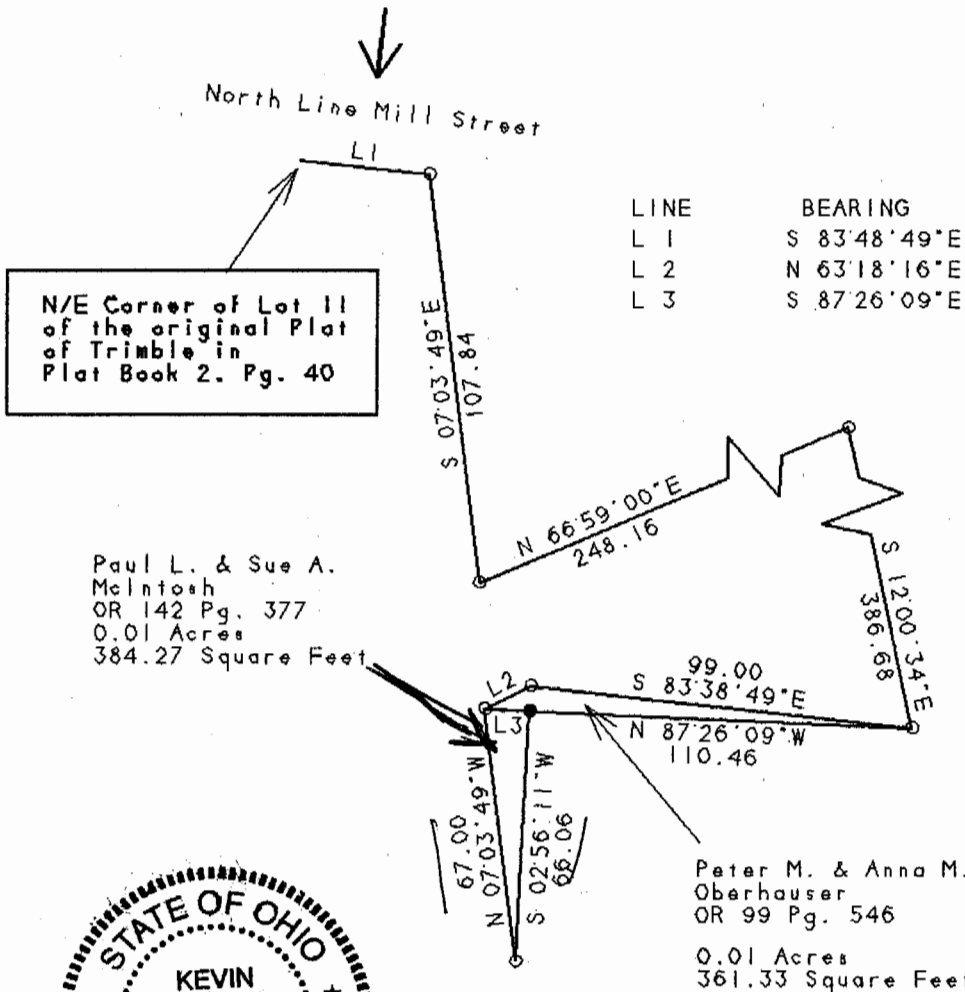 North Line Mill Street
L1
LINE BEARING
L 1 S 83°48'49"E
L 2 N 63°18'16"E
L 3 S 87°26'09"E
N/E Corner of Lot 11
of the original Plat
of Trimble in
Plat Book 2. Pg. 40
S 07°03'49"E
107.84
N 66°59'00"E
248.16
S 12°00'34"E
386.68
Paul L. & Sue A.
McIntosh
OR 142 Pg. 377
0.01 Acres
384.27 Square Feet
L2
99.00
S 83°38'49"E
L3
N 87°26'09"W
110.46
67.00
N 07°03'49"W
S 02°56'11"W
66.06
Peter M. & Anna M.
Oberhauser
OR 99 Pg. 546
0.01 Acres
361.33 Square Feet
STATE OF OHIO
KEVIN